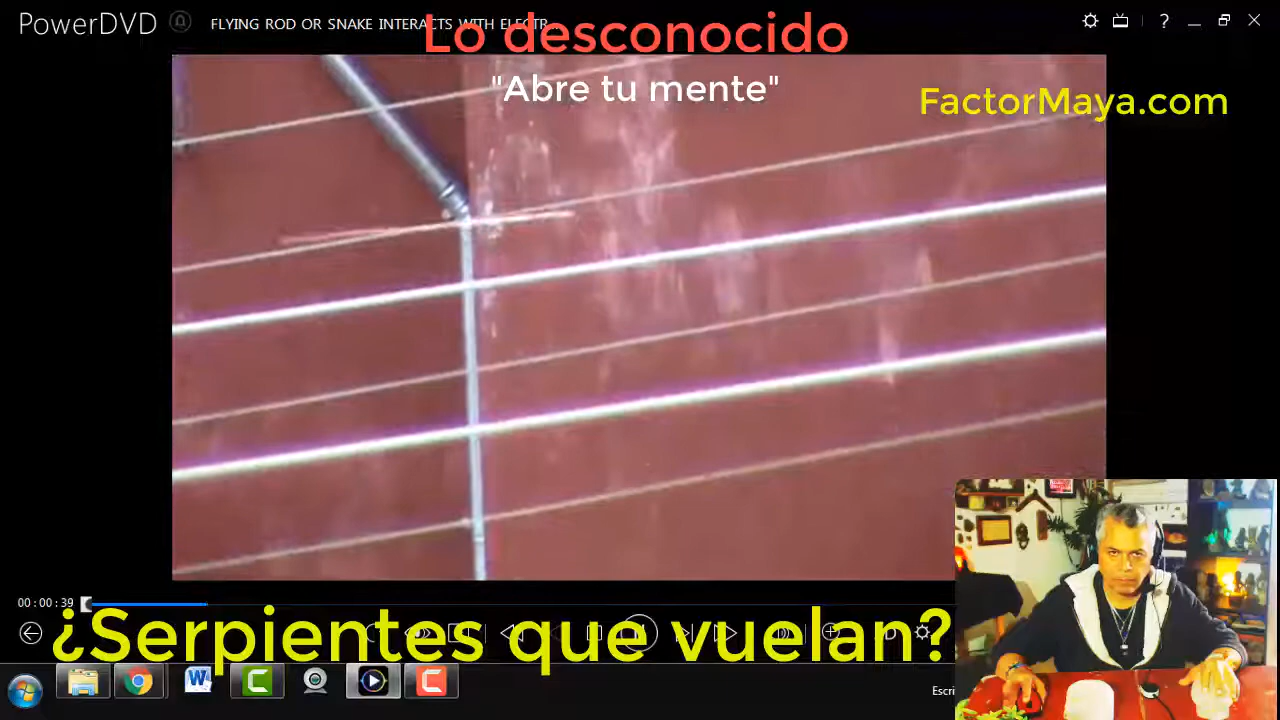 PowerDVD
FLYING ROD OR SNAKE INTERACTS WITH ELECTR...
Lo desconocido
"Abre tu mente"
FactorMaya.com
00:00:39
¿Serpientes que vuelan?
Escri